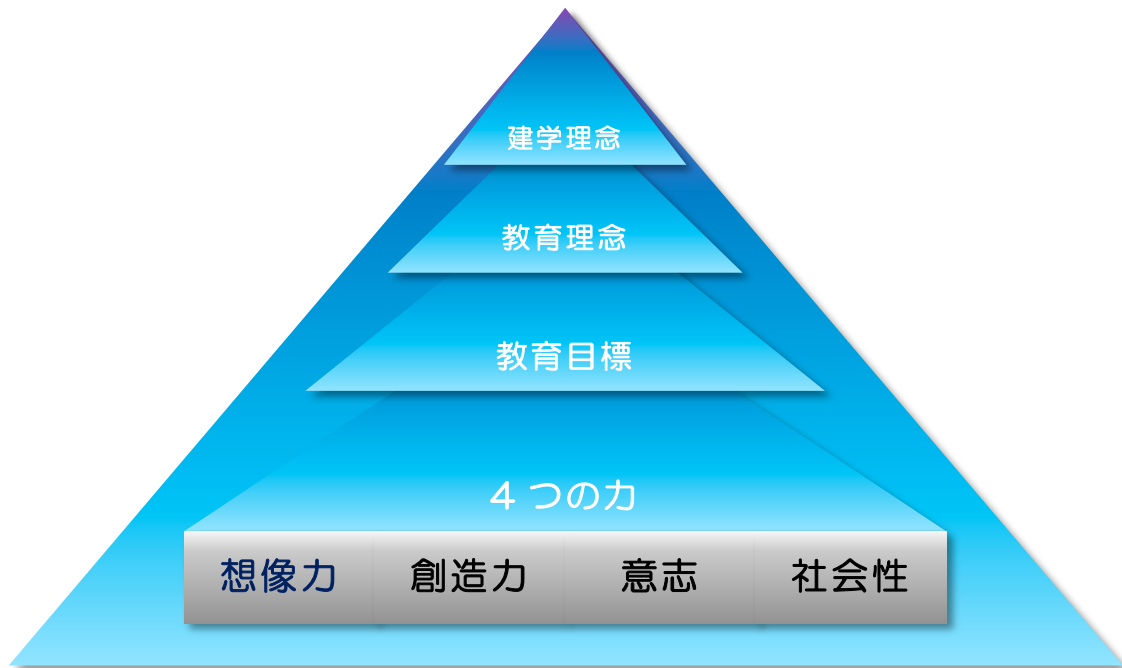 建学理念
教育理念
教育目標
4つの力
想像力 創造力 意志 社会性